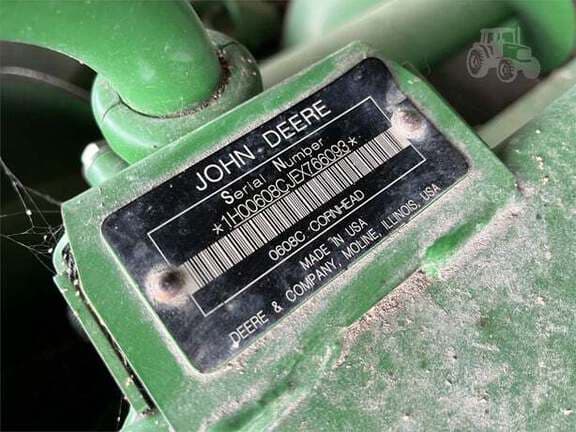 JOHN DEERE
Serial Number
*1H00608CJEX766093*
0608C CORNHEAD
MADE IN USA
DEERE & COMPANY, MOLINE, ILLINOIS, USA